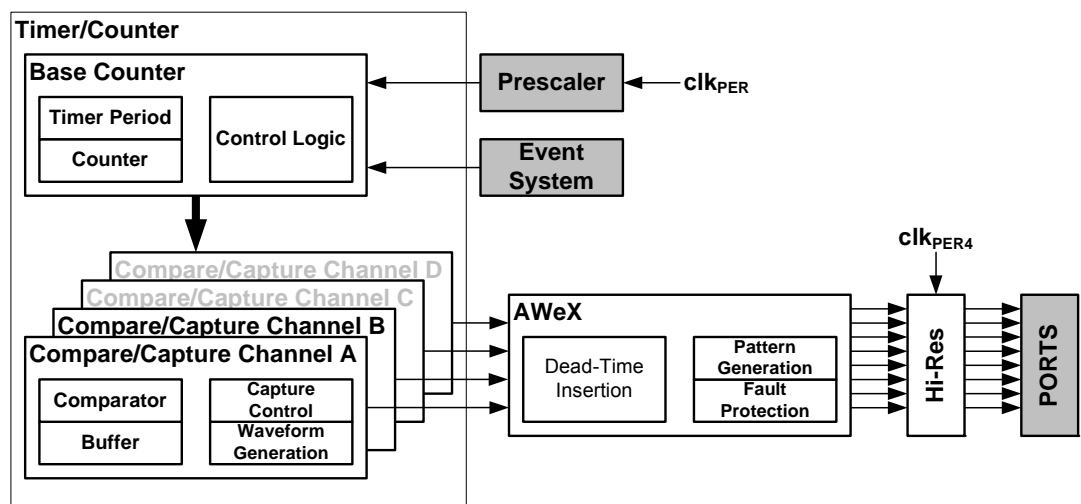 Timer/Counter
Base Counter
Timer Period
Counter
Control Logic
Prescaler
clkPER
Event
System
Compare/Capture Channel D
Compare/Capture Channel C
Compare/Capture Channel B
Compare/Capture Channel A
Comparator
Buffer
Capture
Control
Waveform
Generation
AWeX
Dead-Time
Insertion
Pattern
Generation
Fault
Protection
clkPER4
Hi-Res
PORTS